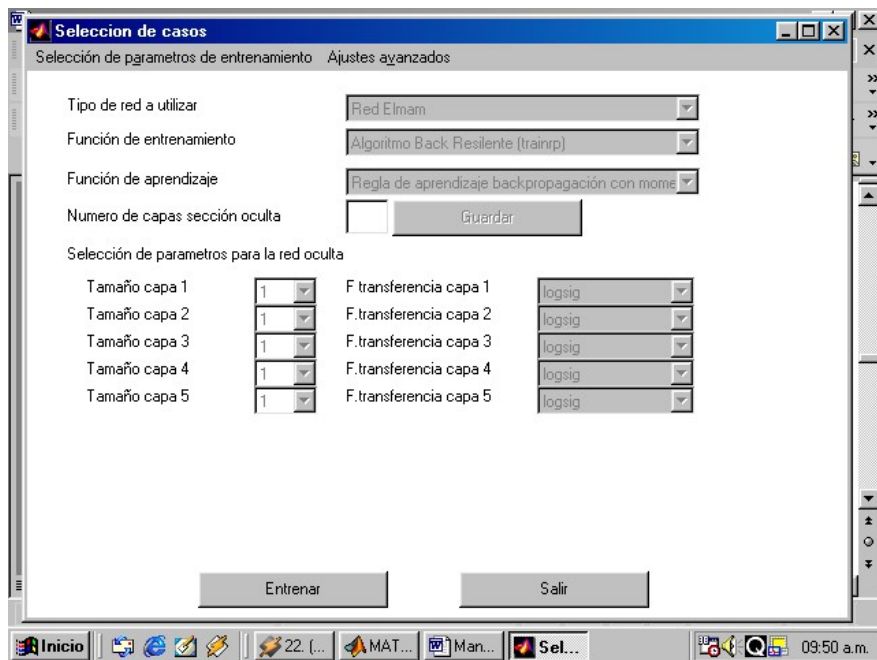 Seleccion de casos
Selección de parametros de entrenamiento Ajustes avanzados
Tipo de red a utilizar Red Elmam
Función de entrenamiento Algoritmo Back Resilente (trainrp)
Función de aprendizaje Regla de aprendizaje backpropagación con mome
Numero de capas sección oculta Guardar
Selección de parametros para la red oculta
Tamaño capa 1 1 F transferencia capa 1 logsig
Tamaño capa 2 1 F.transferencia capa 2 logsig
Tamaño capa 3 1 F.transferencia capa 3 logsig
Tamaño capa 4 1 F.transferencia capa 4 logsig
Tamaño capa 5 1 F.transferencia capa 5 logsig
Entrenar Salir
Inicio 22. (... MAT... Man... Sel... 09:50 a.m.